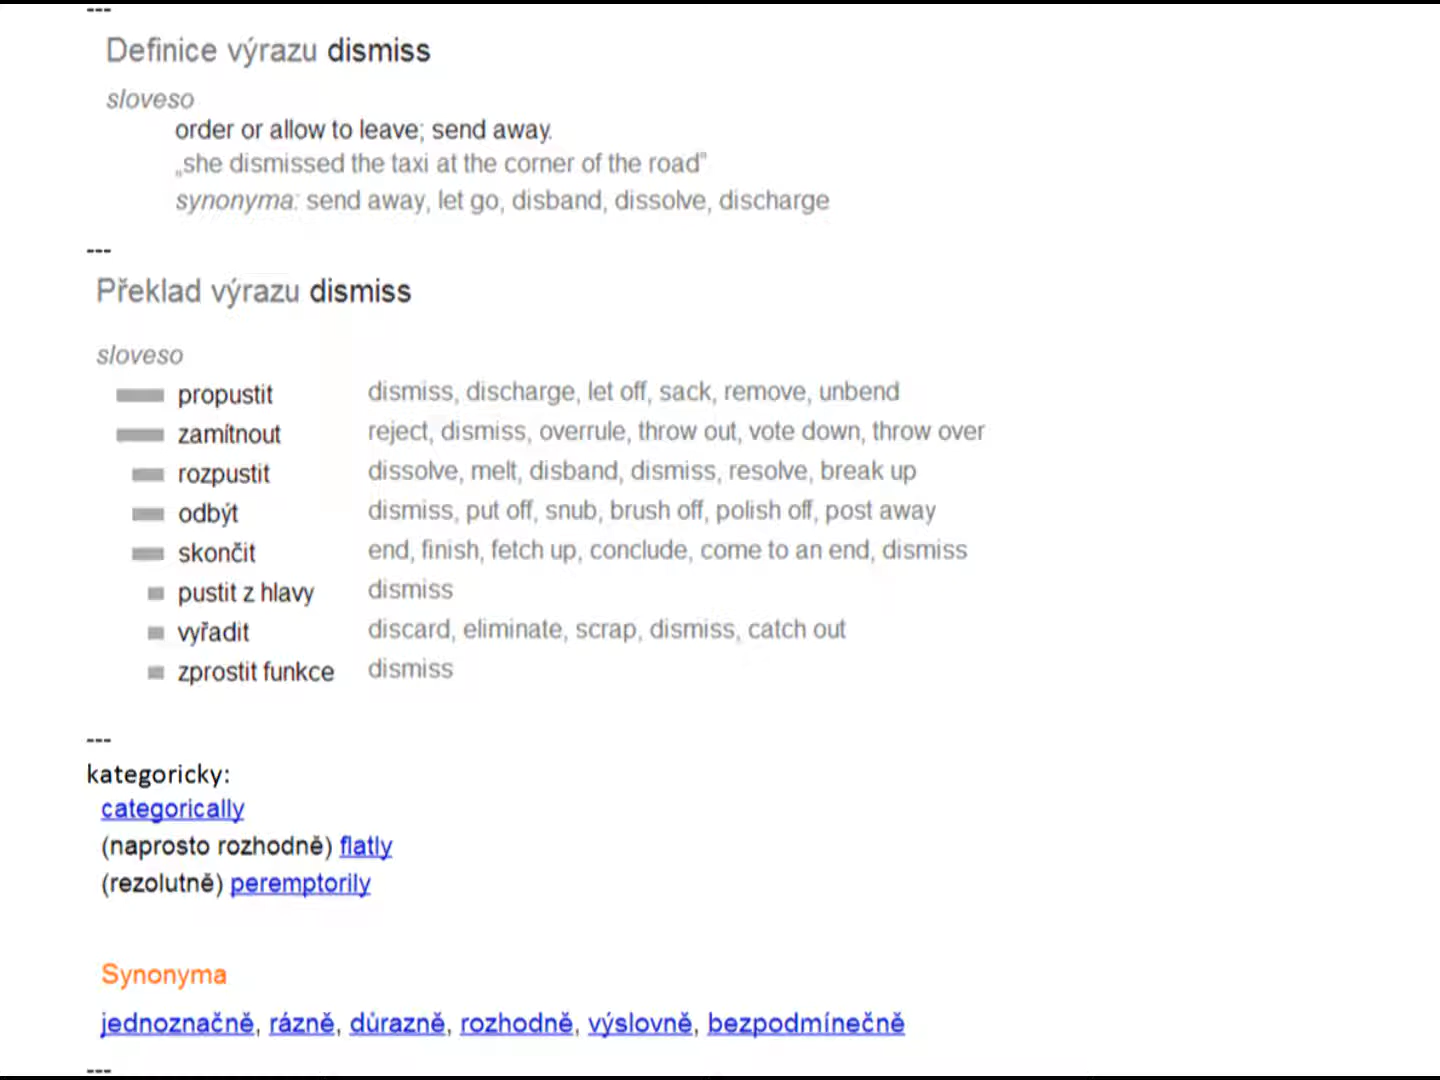 ---
Definice výrazu dismiss
sloveso
order or allow to leave; send away.
„she dismissed the taxi at the corner of the road“
synonyma: send away, let go, disband, dissolve, discharge
---
Překlad výrazu dismiss
sloveso
propustit dismiss, discharge, let off, sack, remove, unbend
zamítnout reject, dismiss, overrule, throw out, vote down, throw over
rozpustit dissolve, melt, disband, dismiss, resolve, break up
odbýt dismiss, put off, snub, brush off, polish off, post away
skončit end, finish, fetch up, conclude, come to an end, dismiss
pustit z hlavy dismiss
vyřadit discard, eliminate, scrap, dismiss, catch out
zprostit funkce dismiss
---
kategoricky:
categorically
(naprosto rozhodně) flatly
(rezolutně) peremptorily
Synonyma
jednoznačně, rázně, důrazně, rozhodně, výslovně, bezpodmínečně
---